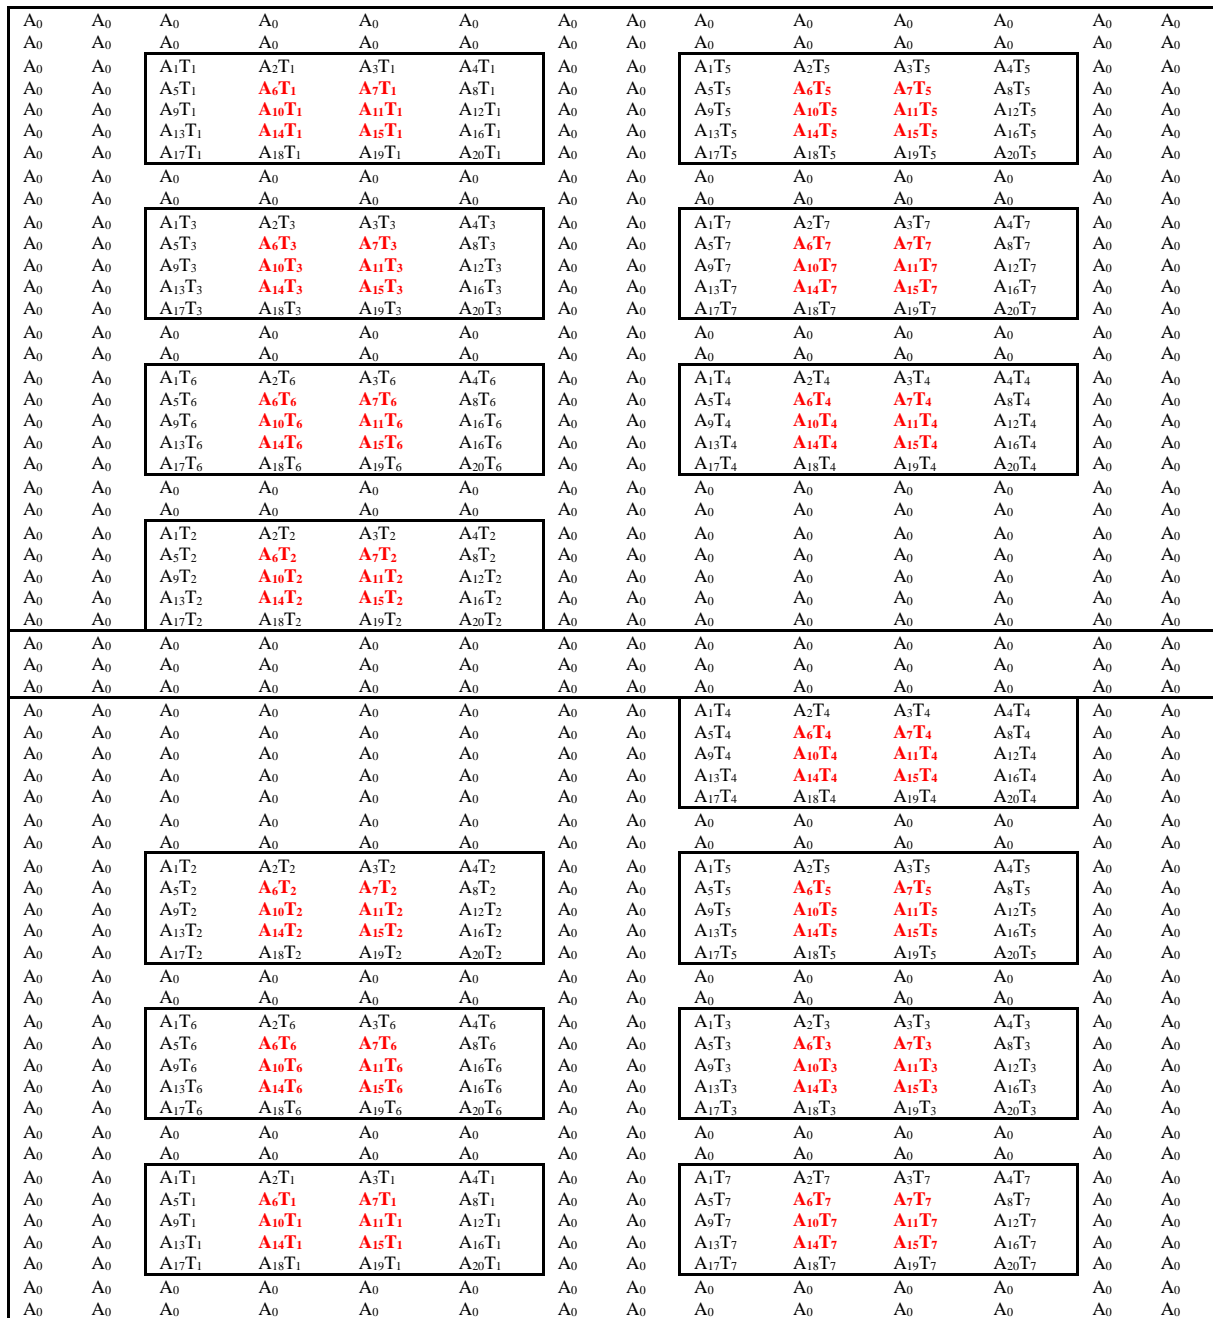 A₀ A₀ A₀ A₀ A₀ A₀ A₀ A₀ A₀ A₀ A₀ A₀ A₀ A₀
A₀ A₀ A₀ A₀ A₀ A₀ A₀ A₀ A₀ A₀ A₀ A₀ A₀ A₀
A₀ A₀ A₁T₁ A₂T₁ A₃T₁ A₄T₁ A₀ A₀ A₁T₅ A₂T₅ A₃T₅ A₄T₅ A₀ A₀
A₀ A₀ A₅T₁ A₆T₁ A₇T₁ A₈T₁ A₀ A₀ A₅T₅ A₆T₅ A₇T₅ A₈T₅ A₀ A₀
A₀ A₀ A₉T₁ A₁₀T₁ A₁₁T₁ A₁₂T₁ A₀ A₀ A₉T₅ A₁₀T₅ A₁₁T₅ A₁₂T₅ A₀ A₀
A₀ A₀ A₁₃T₁ A₁₄T₁ A₁₅T₁ A₁₆T₁ A₀ A₀ A₁₃T₅ A₁₄T₅ A₁₅T₅ A₁₆T₅ A₀ A₀
A₀ A₀ A₁₇T₁ A₁₈T₁ A₁₉T₁ A₂₀T₁ A₀ A₀ A₁₇T₅ A₁₈T₅ A₁₉T₅ A₂₀T₅ A₀ A₀
A₀ A₀ A₀ A₀ A₀ A₀ A₀ A₀ A₀ A₀ A₀ A₀ A₀ A₀
A₀ A₀ A₀ A₀ A₀ A₀ A₀ A₀ A₀ A₀ A₀ A₀ A₀ A₀
A₀ A₀ A₁T₃ A₂T₃ A₃T₃ A₄T₃ A₀ A₀ A₁T₇ A₂T₇ A₃T₇ A₄T₇ A₀ A₀
A₀ A₀ A₅T₃ A₆T₃ A₇T₃ A₈T₃ A₀ A₀ A₅T₇ A₆T₇ A₇T₇ A₈T₇ A₀ A₀
A₀ A₀ A₉T₃ A₁₀T₃ A₁₁T₃ A₁₂T₃ A₀ A₀ A₉T₇ A₁₀T₇ A₁₁T₇ A₁₂T₇ A₀ A₀
A₀ A₀ A₁₃T₃ A₁₄T₃ A₁₅T₃ A₁₆T₃ A₀ A₀ A₁₃T₇ A₁₄T₇ A₁₅T₇ A₁₆T₇ A₀ A₀
A₀ A₀ A₁₇T₃ A₁₈T₃ A₁₉T₃ A₂₀T₃ A₀ A₀ A₁₇T₇ A₁₈T₇ A₁₉T₇ A₂₀T₇ A₀ A₀
A₀ A₀ A₀ A₀ A₀ A₀ A₀ A₀ A₀ A₀ A₀ A₀ A₀ A₀
A₀ A₀ A₀ A₀ A₀ A₀ A₀ A₀ A₀ A₀ A₀ A₀ A₀ A₀
A₀ A₀ A₁T₆ A₂T₆ A₃T₆ A₄T₆ A₀ A₀ A₁T₄ A₂T₄ A₃T₄ A₄T₄ A₀ A₀
A₀ A₀ A₅T₆ A₆T₆ A₇T₆ A₈T₆ A₀ A₀ A₅T₄ A₆T₄ A₇T₄ A₈T₄ A₀ A₀
A₀ A₀ A₉T₆ A₁₀T₆ A₁₁T₆ A₁₆T₆ A₀ A₀ A₉T₄ A₁₀T₄ A₁₁T₄ A₁₂T₄ A₀ A₀
A₀ A₀ A₁₃T₆ A₁₄T₆ A₁₅T₆ A₁₆T₆ A₀ A₀ A₁₃T₄ A₁₄T₄ A₁₅T₄ A₁₆T₄ A₀ A₀
A₀ A₀ A₁₇T₆ A₁₈T₆ A₁₉T₆ A₂₀T₆ A₀ A₀ A₁₇T₄ A₁₈T₄ A₁₉T₄ A₂₀T₄ A₀ A₀
A₀ A₀ A₀ A₀ A₀ A₀ A₀ A₀ A₀ A₀ A₀ A₀ A₀ A₀
A₀ A₀ A₀ A₀ A₀ A₀ A₀ A₀ A₀ A₀ A₀ A₀ A₀ A₀
A₀ A₀ A₁T₂ A₂T₂ A₃T₂ A₄T₂ A₀ A₀ A₀ A₀ A₀ A₀ A₀ A₀
A₀ A₀ A₅T₂ A₆T₂ A₇T₂ A₈T₂ A₀ A₀ A₀ A₀ A₀ A₀ A₀ A₀
A₀ A₀ A₉T₂ A₁₀T₂ A₁₁T₂ A₁₂T₂ A₀ A₀ A₀ A₀ A₀ A₀ A₀ A₀
A₀ A₀ A₁₃T₂ A₁₄T₂ A₁₅T₂ A₁₆T₂ A₀ A₀ A₀ A₀ A₀ A₀ A₀ A₀
A₀ A₀ A₁₇T₂ A₁₈T₂ A₁₉T₂ A₂₀T₂ A₀ A₀ A₀ A₀ A₀ A₀ A₀ A₀
A₀ A₀ A₀ A₀ A₀ A₀ A₀ A₀ A₀ A₀ A₀ A₀ A₀ A₀
A₀ A₀ A₀ A₀ A₀ A₀ A₀ A₀ A₀ A₀ A₀ A₀ A₀ A₀
A₀ A₀ A₀ A₀ A₀ A₀ A₀ A₀ A₀ A₀ A₀ A₀ A₀ A₀
A₀ A₀ A₀ A₀ A₀ A₀ A₀ A₀ A₁T₄ A₂T₄ A₃T₄ A₄T₄ A₀ A₀
A₀ A₀ A₀ A₀ A₀ A₀ A₀ A₀ A₅T₄ A₆T₄ A₇T₄ A₈T₄ A₀ A₀
A₀ A₀ A₀ A₀ A₀ A₀ A₀ A₀ A₉T₄ A₁₀T₄ A₁₁T₄ A₁₂T₄ A₀ A₀
A₀ A₀ A₀ A₀ A₀ A₀ A₀ A₀ A₁₃T₄ A₁₄T₄ A₁₅T₄ A₁₆T₄ A₀ A₀
A₀ A₀ A₀ A₀ A₀ A₀ A₀ A₀ A₁₇T₄ A₁₈T₄ A₁₉T₄ A₂₀T₄ A₀ A₀
A₀ A₀ A₀ A₀ A₀ A₀ A₀ A₀ A₀ A₀ A₀ A₀ A₀ A₀
A₀ A₀ A₀ A₀ A₀ A₀ A₀ A₀ A₀ A₀ A₀ A₀ A₀ A₀
A₀ A₀ A₁T₂ A₂T₂ A₃T₂ A₄T₂ A₀ A₀ A₁T₅ A₂T₅ A₃T₅ A₄T₅ A₀ A₀
A₀ A₀ A₅T₂ A₆T₂ A₇T₂ A₈T₂ A₀ A₀ A₅T₅ A₆T₅ A₇T₅ A₈T₅ A₀ A₀
A₀ A₀ A₉T₂ A₁₀T₂ A₁₁T₂ A₁₂T₂ A₀ A₀ A₉T₅ A₁₀T₅ A₁₁T₅ A₁₂T₅ A₀ A₀
A₀ A₀ A₁₃T₂ A₁₄T₂ A₁₅T₂ A₁₆T₂ A₀ A₀ A₁₃T₅ A₁₄T₅ A₁₅T₅ A₁₆T₅ A₀ A₀
A₀ A₀ A₁₇T₂ A₁₈T₂ A₁₉T₂ A₂₀T₂ A₀ A₀ A₁₇T₅ A₁₈T₅ A₁₉T₅ A₂₀T₅ A₀ A₀
A₀ A₀ A₀ A₀ A₀ A₀ A₀ A₀ A₀ A₀ A₀ A₀ A₀ A₀
A₀ A₀ A₀ A₀ A₀ A₀ A₀ A₀ A₀ A₀ A₀ A₀ A₀ A₀
A₀ A₀ A₁T₆ A₂T₆ A₃T₆ A₄T₆ A₀ A₀ A₁T₃ A₂T₃ A₃T₃ A₄T₃ A₀ A₀
A₀ A₀ A₅T₆ A₆T₆ A₇T₆ A₈T₆ A₀ A₀ A₅T₃ A₆T₃ A₇T₃ A₈T₃ A₀ A₀
A₀ A₀ A₉T₆ A₁₀T₆ A₁₁T₆ A₁₆T₆ A₀ A₀ A₉T₃ A₁₀T₃ A₁₁T₃ A₁₂T₃ A₀ A₀
A₀ A₀ A₁₃T₆ A₁₄T₆ A₁₅T₆ A₁₆T₆ A₀ A₀ A₁₃T₃ A₁₄T₃ A₁₅T₃ A₁₆T₃ A₀ A₀
A₀ A₀ A₁₇T₆ A₁₈T₆ A₁₉T₆ A₂₀T₆ A₀ A₀ A₁₇T₃ A₁₈T₃ A₁₉T₃ A₂₀T₃ A₀ A₀
A₀ A₀ A₀ A₀ A₀ A₀ A₀ A₀ A₀ A₀ A₀ A₀ A₀ A₀
A₀ A₀ A₀ A₀ A₀ A₀ A₀ A₀ A₀ A₀ A₀ A₀ A₀ A₀
A₀ A₀ A₁T₁ A₂T₁ A₃T₁ A₄T₁ A₀ A₀ A₁T₇ A₂T₇ A₃T₇ A₄T₇ A₀ A₀
A₀ A₀ A₅T₁ A₆T₁ A₇T₁ A₈T₁ A₀ A₀ A₅T₇ A₆T₇ A₇T₇ A₈T₇ A₀ A₀
A₀ A₀ A₉T₁ A₁₀T₁ A₁₁T₁ A₁₂T₁ A₀ A₀ A₉T₇ A₁₀T₇ A₁₁T₇ A₁₂T₇ A₀ A₀
A₀ A₀ A₁₃T₁ A₁₄T₁ A₁₅T₁ A₁₆T₁ A₀ A₀ A₁₃T₇ A₁₄T₇ A₁₅T₇ A₁₆T₇ A₀ A₀
A₀ A₀ A₁₇T₁ A₁₈T₁ A₁₉T₁ A₂₀T₁ A₀ A₀ A₁₇T₇ A₁₈T₇ A₁₉T₇ A₂₀T₇ A₀ A₀
A₀ A₀ A₀ A₀ A₀ A₀ A₀ A₀ A₀ A₀ A₀ A₀ A₀ A₀
A₀ A₀ A₀ A₀ A₀ A₀ A₀ A₀ A₀ A₀ A₀ A₀ A₀ A₀